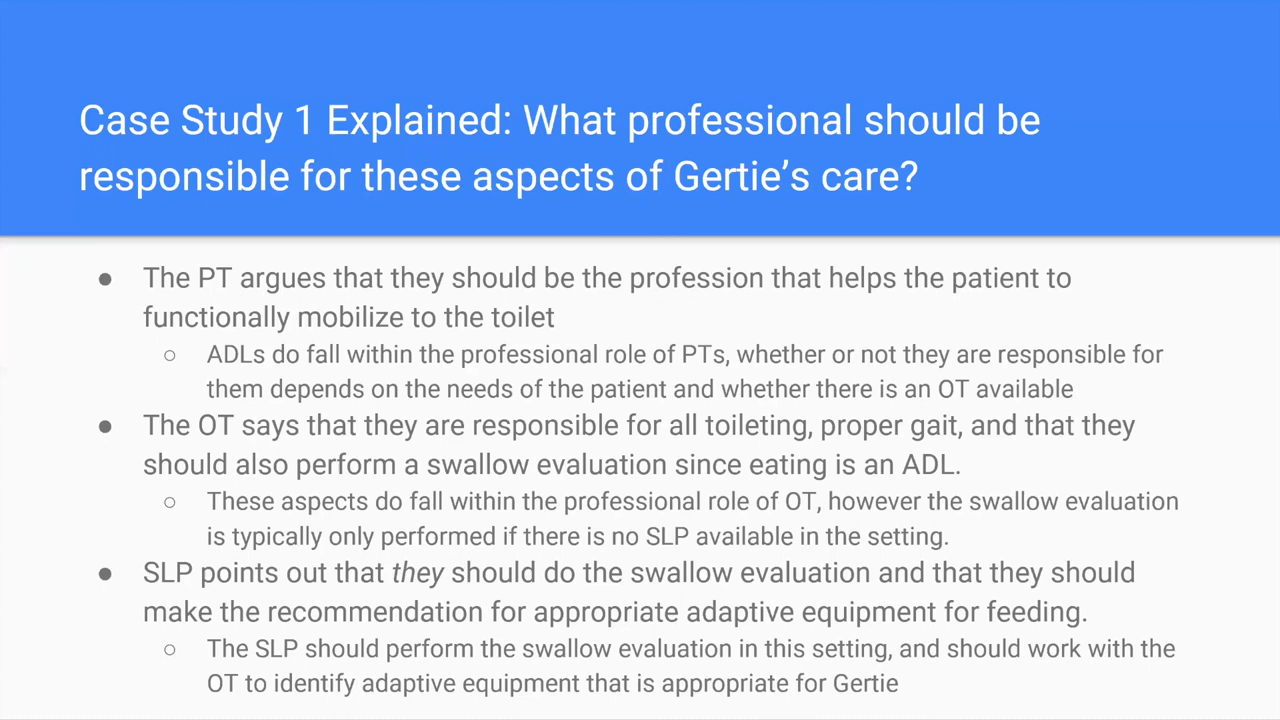 Case Study 1 Explained: What professional should be
responsible for these aspects of Gertie’s care?
● The PT argues that they should be the profession that helps the patient to
functionally mobilize to the toilet
○ ADLs do fall within the professional role of PTs, whether or not they are responsible for
them depends on the needs of the patient and whether there is an OT available
● The OT says that they are responsible for all toileting, proper gait, and that they
should also perform a swallow evaluation since eating is an ADL.
○ These aspects do fall within the professional role of OT, however the swallow evaluation
is typically only performed if there is no SLP available in the setting.
● SLP points out that they should do the swallow evaluation and that they should
make the recommendation for appropriate adaptive equipment for feeding.
○ The SLP should perform the swallow evaluation in this setting, and should work with the
OT to identify adaptive equipment that is appropriate for Gertie